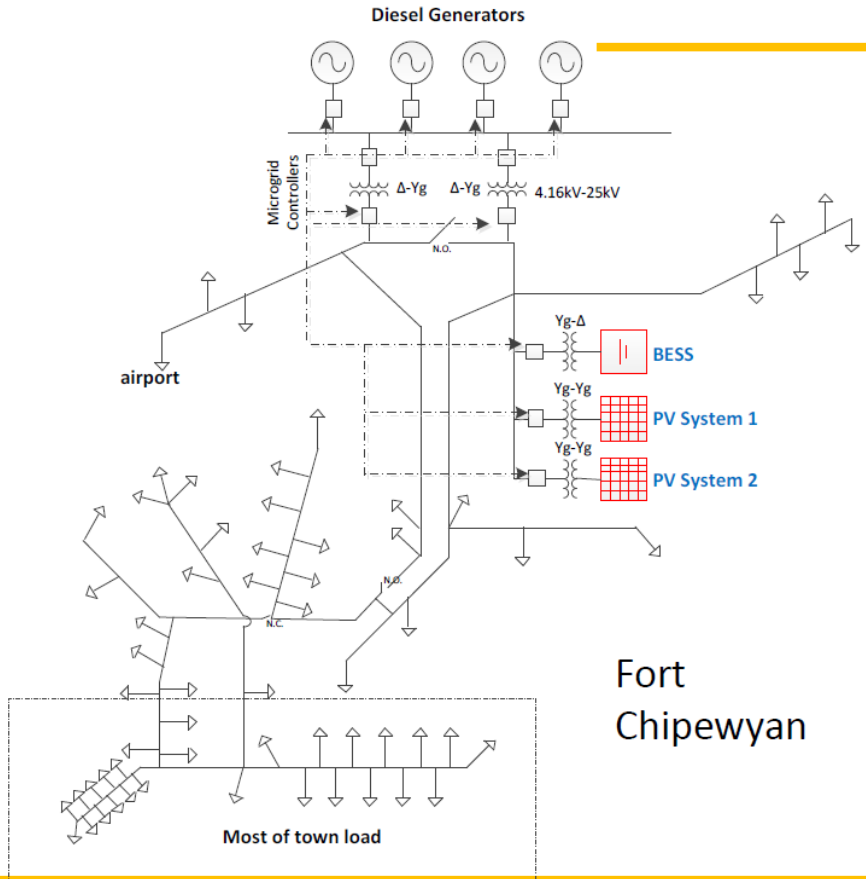 Diesel Generators
Microgrid
Controllers
Δ-Yg
Δ-Yg
4.16kV-25kV
N.O.
Yg-Δ
BESS
airport
Yg-Yg
PV System 1
Yg-Yg
PV System 2
N.O.
N.C.
Fort
Chipewyan
Most of town load